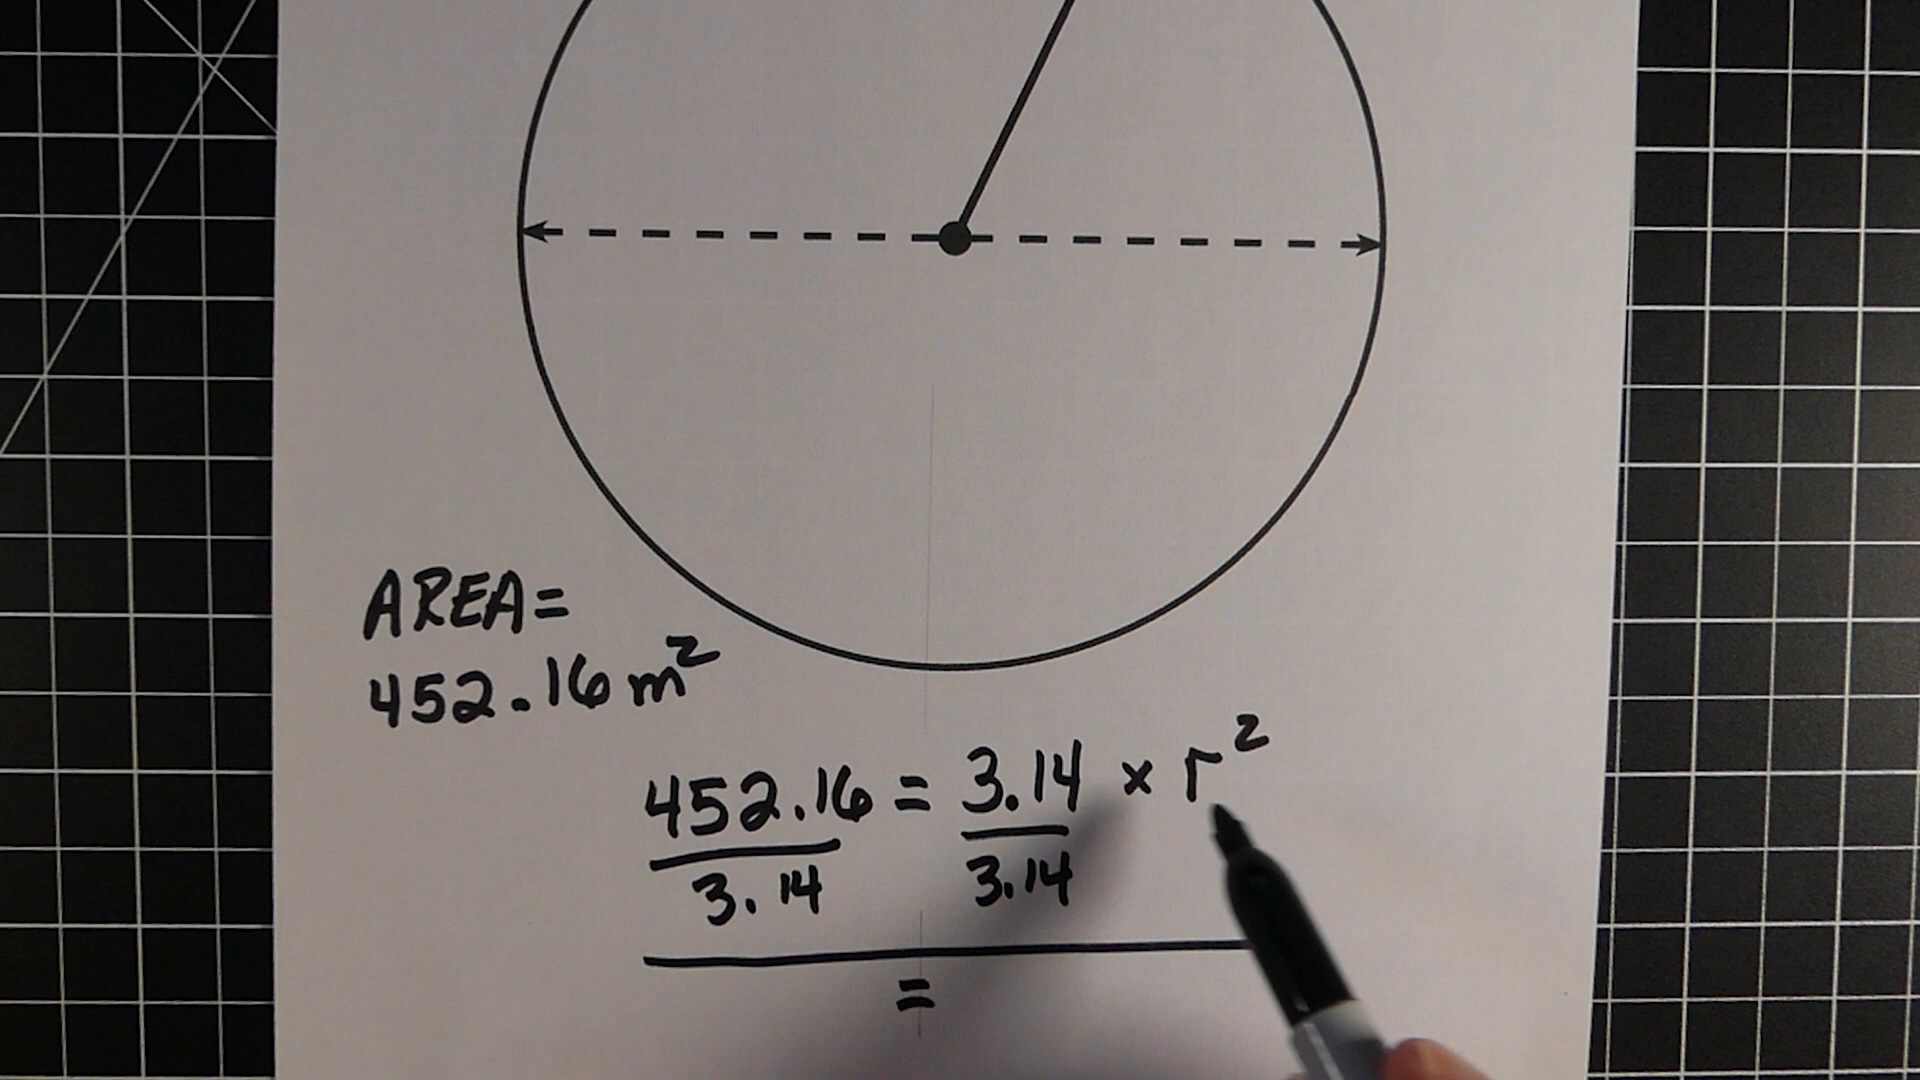 AREA=
452.16 m²
452.16 = 3.14 × r²
3.14 3.14
=